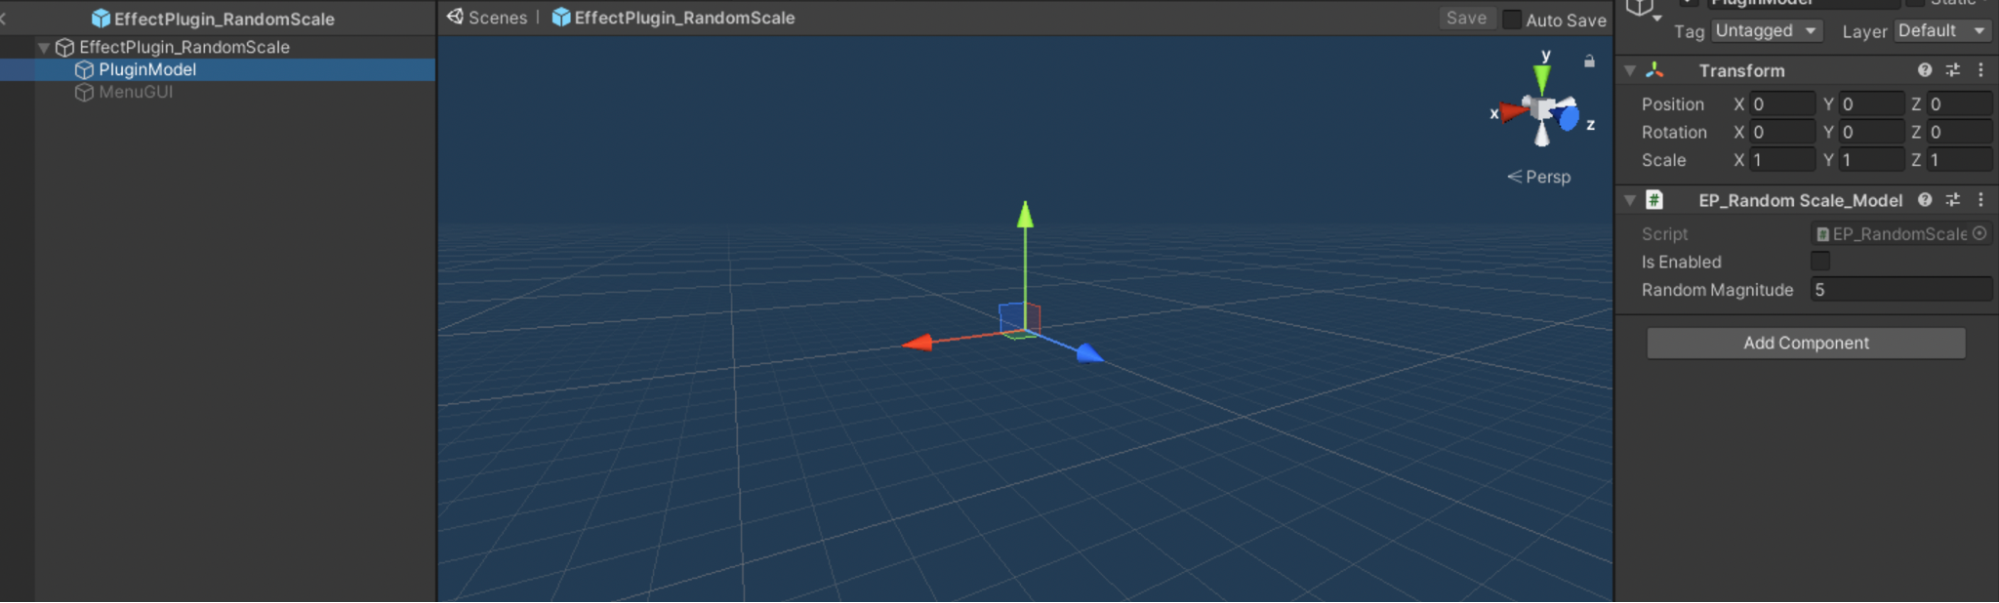 EffectPlugin_RandomScale
EffectPlugin_RandomScale
PluginModel
MenuGUI
Scenes | EffectPlugin_RandomScale
Save Auto Save
y
x
z
Persp
PluginModel Static
Tag Untagged Layer Default
Transform
Position X 0 Y 0 Z 0
Rotation X 0 Y 0 Z 0
Scale X 1 Y 1 Z 1
# EP_Random Scale_Model
Script # EP_RandomScale
Is Enabled
Random Magnitude 5
Add Component